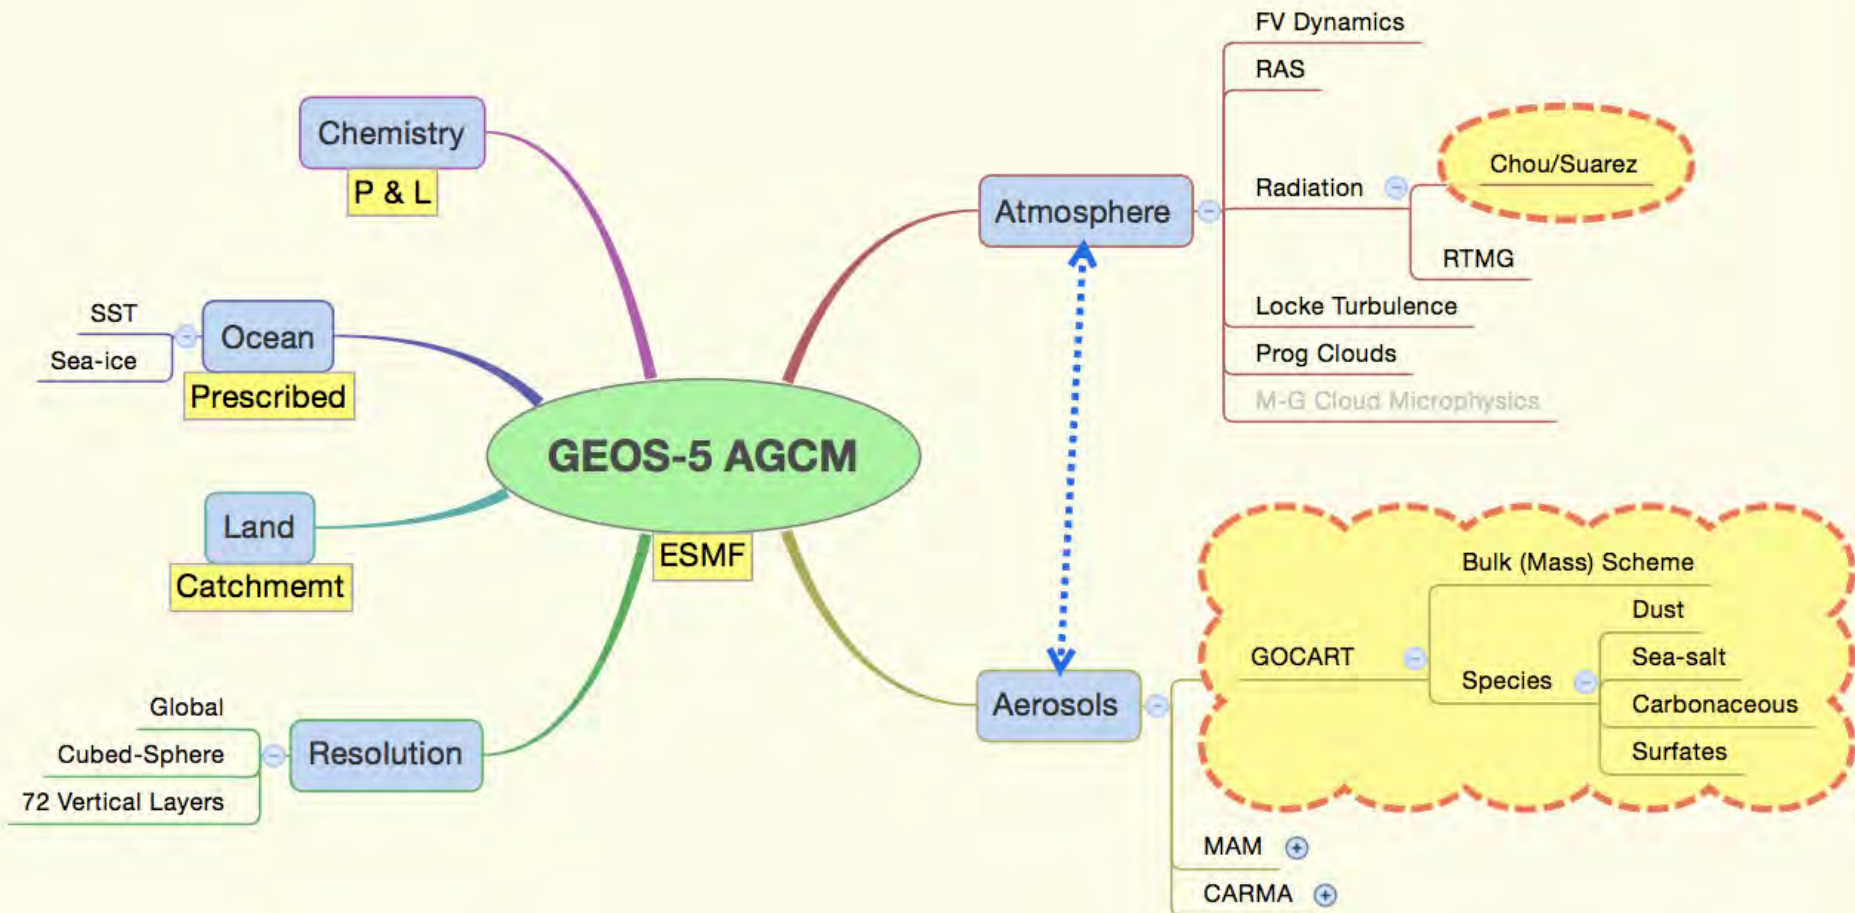 FV Dynamics
RAS
Chemistry
P & L
Chou/Suarez
Radiation
Atmosphere
RTMG
SST
Ocean
Sea-ice
Prescribed
Locke Turbulence
Prog Clouds
M-G Cloud Microphysics
GEOS-5 AGCM
ESMF
Land
Catchmemt
Bulk (Mass) Scheme
Dust
GOCART
Sea-salt
Species
Carbonaceous
Surfates
Aerosols
Global
Cubed-Sphere
Resolution
72 Vertical Layers
MAM
CARMA